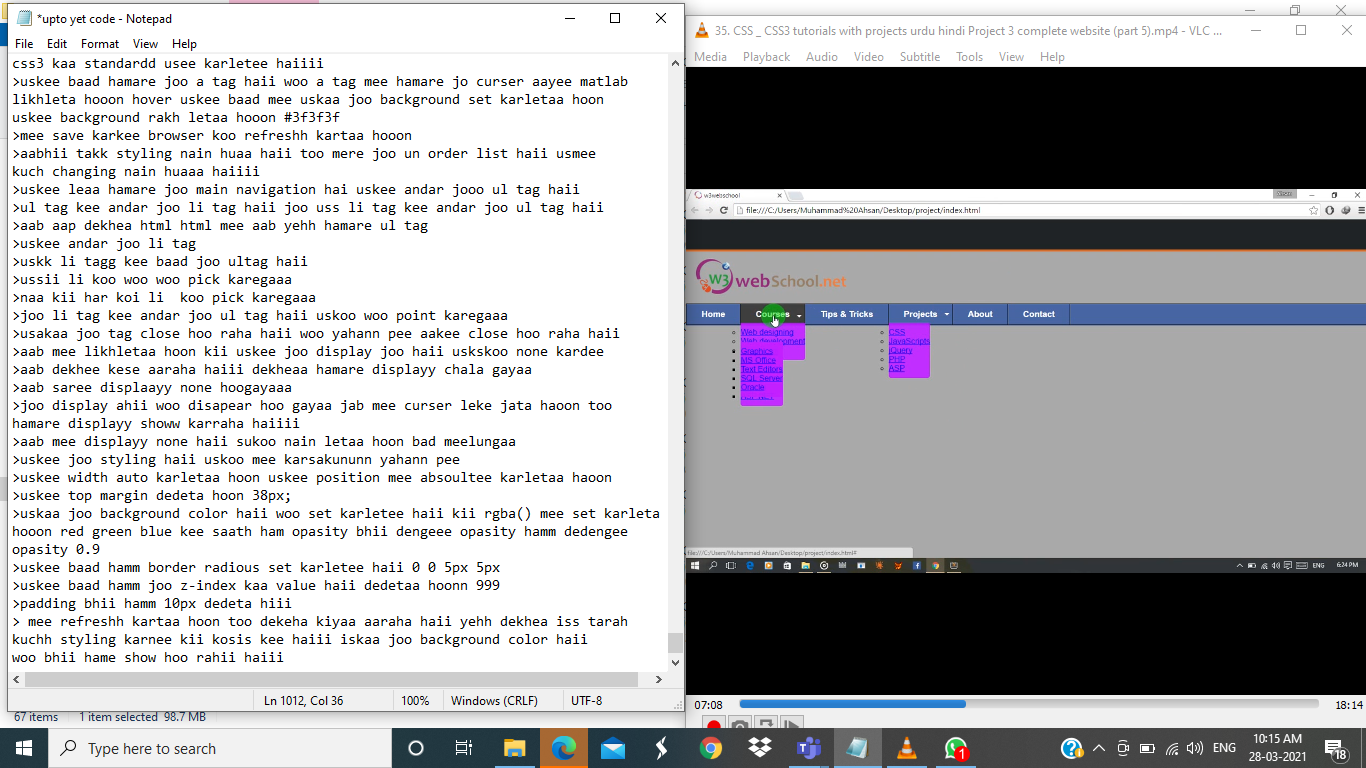 *upto yet code - Notepad
File Edit Format View Help
css3 kaa standardd usee karletee haiiii
>uskee baad hamare joo a tag haii woo a tag mee hamare jo curser aayee matlab
likhleta hooon hover uskee baad mee uskaa joo background set karletaa hoon
uskee background rakh letaa hooon #3f3f3f
>mee save karkee browser koo refreshh kartaa hooon
>aabhii takk styling nain huaa haii too mere joo un order list haii usmee
kuch changing nain huaaa haiiii
>uskee leaa hamare joo main navigation hai uskee andar jooo ul tag haii
>ul tag kee andar joo li tag haii joo uss li tag kee andar joo ul tag haii
>aab aap dekhea html html mee aab yehh hamare ul tag
>uskee andar joo li tag
>uskk li tagg kee baad joo ultag haii
>ussii li koo woo woo pick karegaaa
>naa kii har koi li  koo pick karegaaa
>joo li tag kee andar joo ul tag haii uskoo woo point karegaaa
>usakaa joo tag close hoo raha haii woo yahann pee aakee close hoo raha haii
>aab mee likhletaa hoon kii uskee joo display joo haii uskskoo none kardee
>aab dekhee kese aaraha haiii dekheaa hamare displayy chala gayaa
>aab saree displaayy none hoogayaaa
>joo display ahii woo disapear hoo gayaa jab mee curser leke jata haoon too
hamare displayy showw karraha haiiii
>aab mee displayy none haii sukoo nain letaa hoon bad meelungaa
>uskee joo styling haii uskoo mee karsakununn yahann pee
>uskee width auto karletaa hoon uskee position mee absoultee karletaa haoon
>uskee top margin dedeta hoon 38px;
>uskaa joo background color haii woo set karletee haii kii rgba() mee set karleta
hooon red green blue kee saath ham opasity bhii dengeee opasity hamm dedengee
opasity 0.9
>uskee baad hamm border radious set karletee haii 0 0 5px 5px
>uskee baad hamm joo z-index kaa value haii dedetaa hoonn 999
>padding bhii hamm 10px dedeta hiii
> mee refreshh kartaa hoon too dekeha kiyaa aaraha haii yehh dekhea iss tarah
kuchh styling karnee kii kosis kee haiii iskaa joo background color haii
woo bhii hame show hoo rahii haiii
Ln 1012, Col 36 100% Windows (CRLF) UTF-8
67 items 1 item selected 98.7 MB
35. CSS _ CSS3 tutorials with projects urdu hindi Project 3 complete website (part 5).mp4 - VLC ...
Media Playback Audio Video Subtitle Tools View Help
w3webschool
file:///C:/Users/Muhammad%20Ahsan/Desktop/project/index.html
W3 webSchool.net
Home Courses Tips & Tricks Projects About Contact
Web designing
Web development
Graphics
MS Office
Text Editors
SQL Server
Oracle
CSS
JavaScripts
jQuery
PHP
ASP
file:///C:/Users/Muhammad Ahsan/Desktop/project/index.html#
ENG 6:24 PM
07:08 18:14
Type here to search
1
ENG
10:15 AM
28-03-2021
18